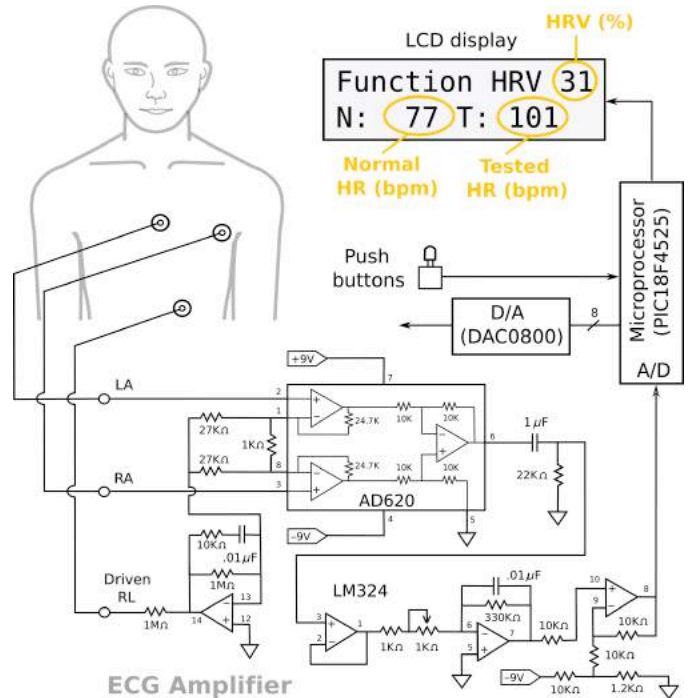 HRV (%)
LCD display
Function HRV 31
N: 77 T: 101
Normal
HR (bpm)
Tested
HR (bpm)
Push
buttons
Microprocessor
(PIC18F4525)
D/A
(DAC0800)
8
A/D
+9V
7
LA
2
1
27KΩ
1KΩ
27KΩ
8
3
24.7K
10K
10K
24.7K
10K
10K
6
1µF
22KΩ
RA
AD620
5
–9V
4
10KΩ
.01µF
1MΩ
Driven
RL
1MΩ
14
13
12
LM324
3
2
1
1KΩ
1KΩ
.01µF
330KΩ
6
5
7
10KΩ
10
9
8
10KΩ
10KΩ
–9V
10KΩ
1.2KΩ
ECG Amplifier